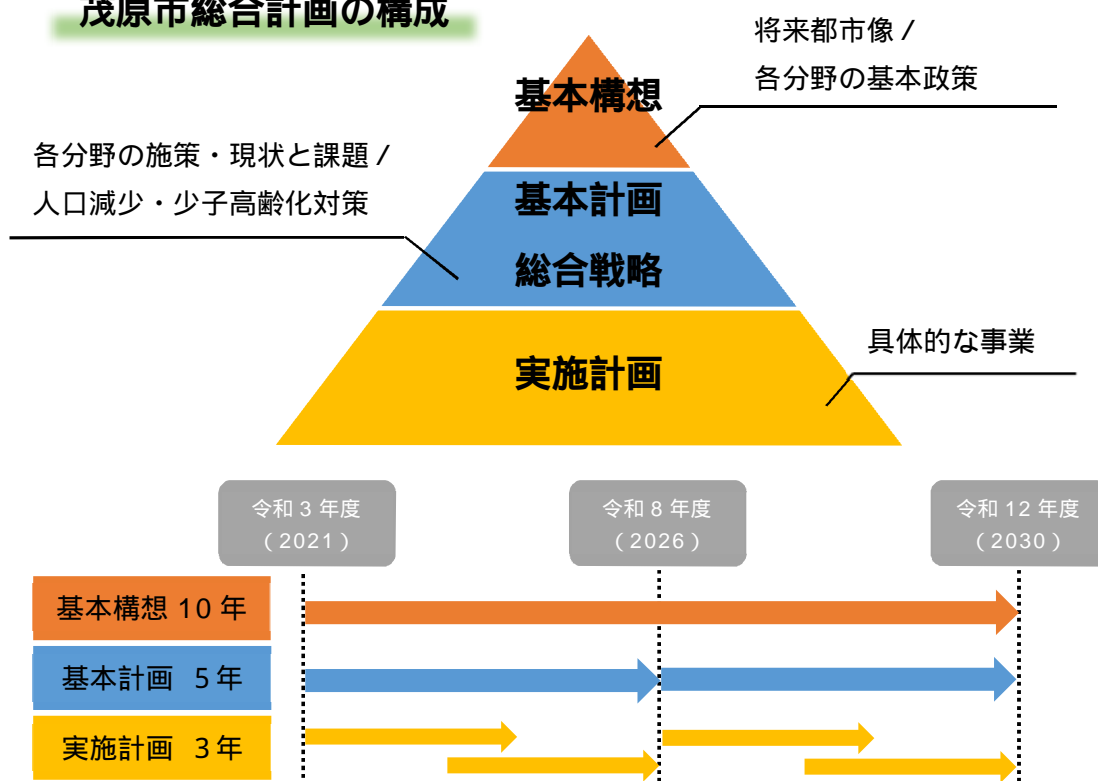 茂原市総合計画の構成
将来都市像 /
各分野の基本政策
基本構想
各分野の施策・現状と課題 /
人口減少・少子高齢化対策
基本計画
総合戦略
具体的な事業
実施計画
令和 3 年度
（2021）
令和 8 年度
（2026）
令和 12 年度
（2030）
基本構想 10 年
基本計画 5 年
実施計画 3 年